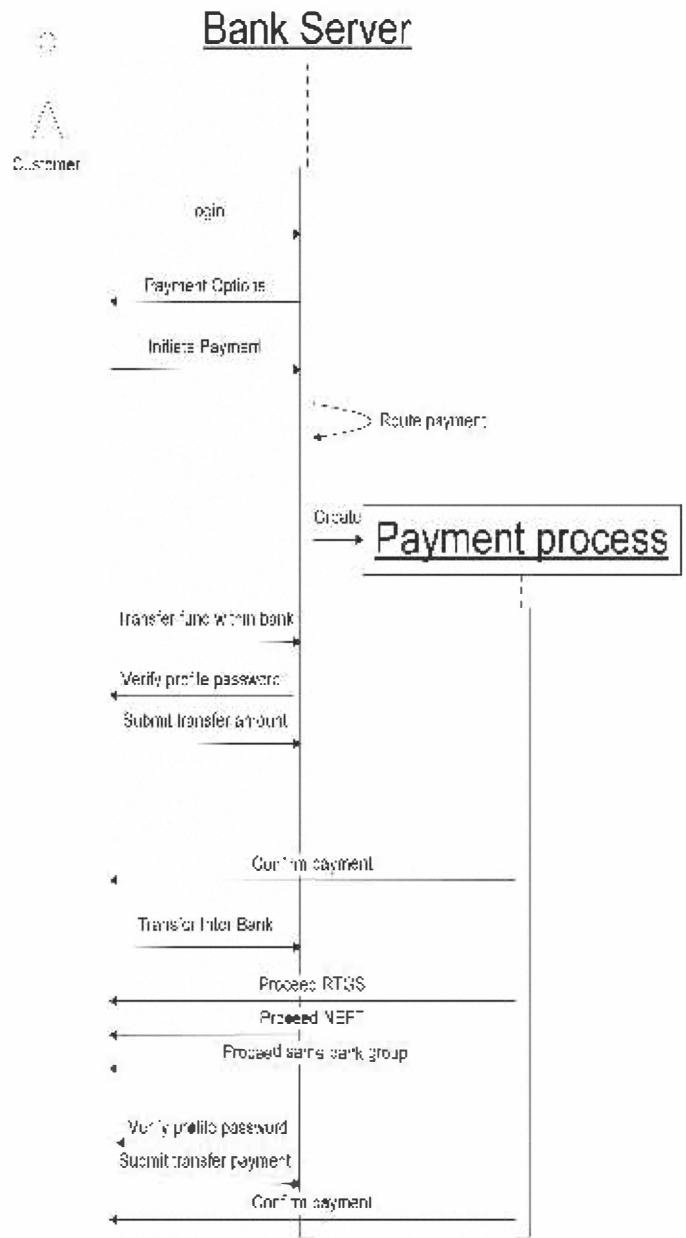 Bank Server
Customer
Login
Payment Options
Initiate Payment
Route payment
Create
Payment process
Transfer fund within bank
Verify profile password
Submit transfer amount
Confirm payment
Transfer Inter Bank
Proceed RTGS
Proceed NEFT
Proceed same bank group
Verify profile password
Submit transfer payment
Confirm payment